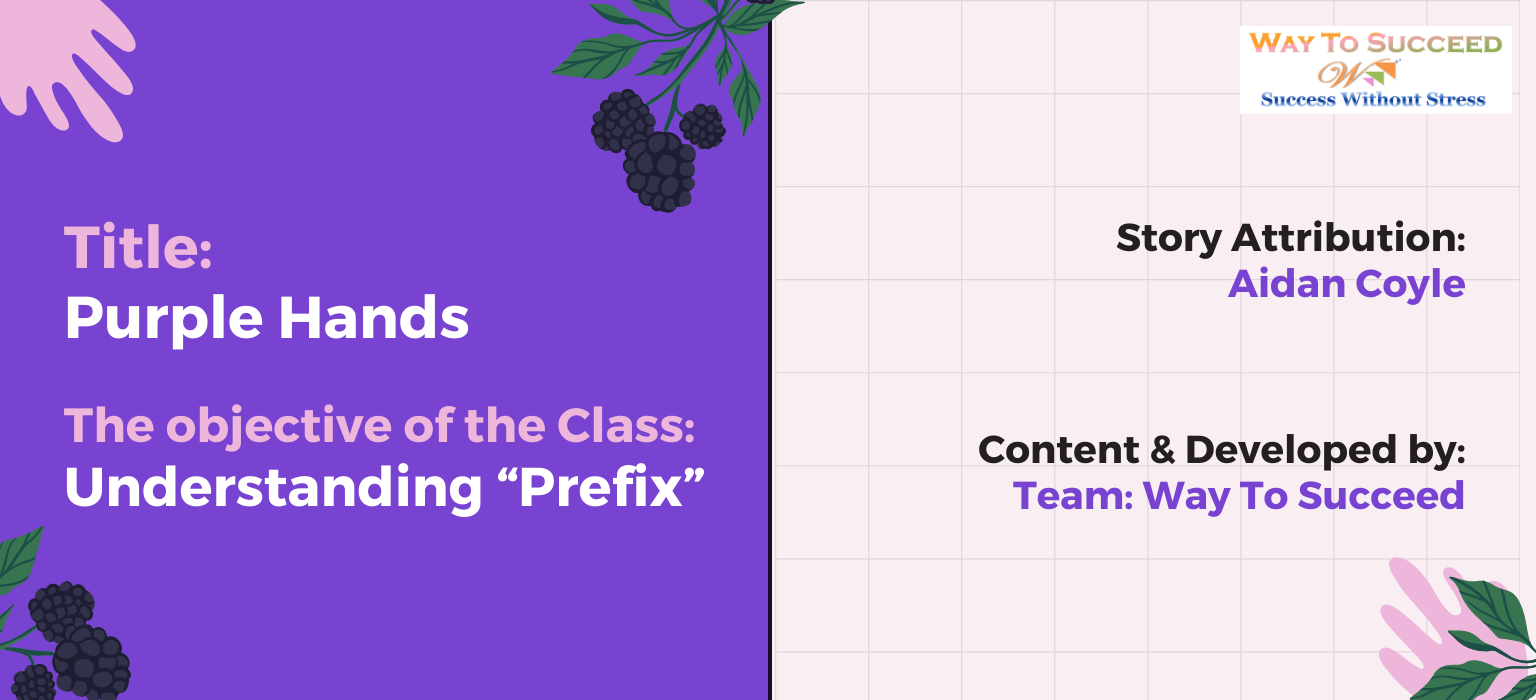 Title:
Purple Hands
The objective of the Class:
Understanding “Prefix”
WAY TO SUCCEED
W
Success Without Stress
Story Attribution:
Aidan Coyle
Content & Developed by:
Team: Way To Succeed